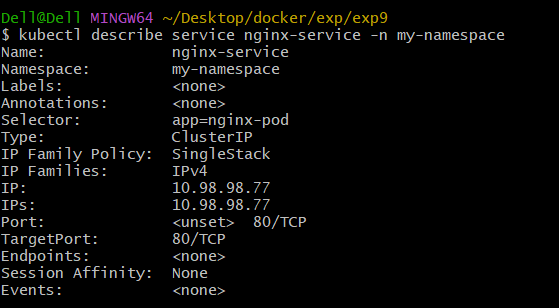 Dell@Dell MINGW64 ~/Desktop/docker/exp/exp9
$ kubectl describe service nginx-service -n my-namespace
Name:              nginx-service
Namespace:         my-namespace
Labels:            <none>
Annotations:       <none>
Selector:          app=nginx-pod
Type:              ClusterIP
IP Family Policy:  SingleStack
IP Families:       IPv4
IP:                10.98.98.77
IPs:               10.98.98.77
Port:              <unset>  80/TCP
TargetPort:        80/TCP
Endpoints:         <none>
Session Affinity:  None
Events:            <none>